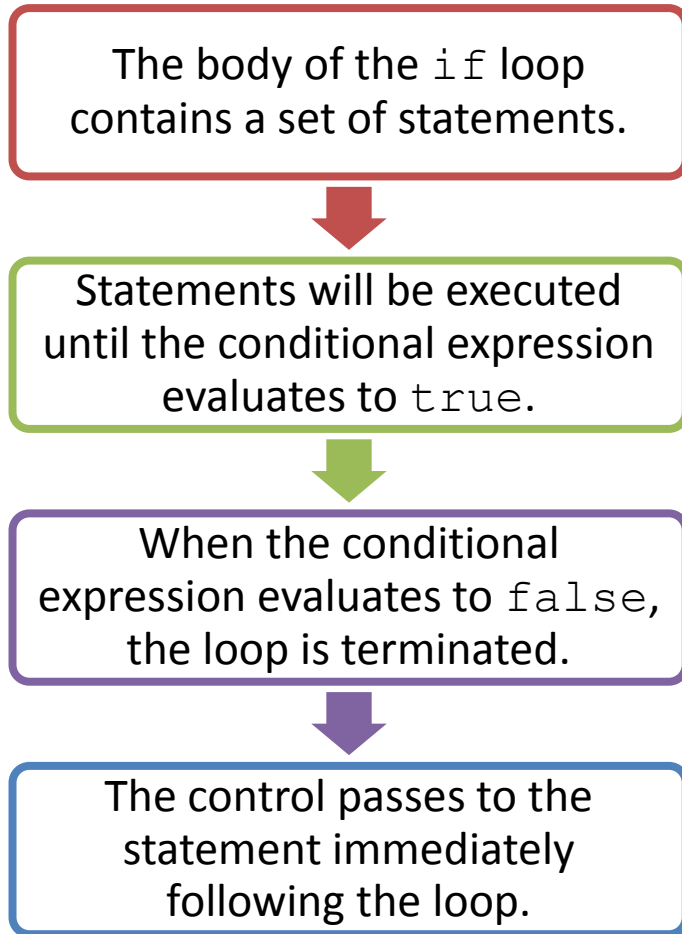 The body of the if loop
contains a set of statements.
Statements will be executed
until the conditional expression
evaluates to true.
When the conditional
expression evaluates to false,
the loop is terminated.
The control passes to the
statement immediately
following the loop.